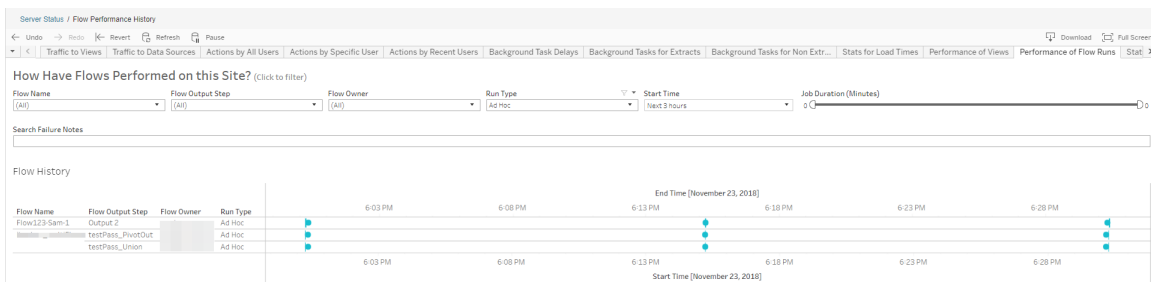 Server Status / Flow Performance History
← Undo → Redo Revert Refresh Pause Download Full Screen
Traffic to Views Traffic to Data Sources Actions by All Users Actions by Specific User Actions by Recent Users Background Task Delays Background Tasks for Extracts Background Tasks for Non Extr... Stats for Load Times Performance of Views Performance of Flow Runs Stat
How Have Flows Performed on this Site? (Click to filter)
Flow Name Flow Output Step Flow Owner Run Type Start Time Job Duration (Minutes)
(All) (All) (All) Ad Hoc Next 3 hours 0 0
Search Failure Notes
Flow History
End Time [November 23, 2018]
Flow Name Flow Output Step Flow Owner Run Type 6:03 PM 6:08 PM 6:13 PM 6:18 PM 6:23 PM 6:28 PM
Flow123-Sam-1 Output 2 Ad Hoc
testPass_PivotOut Ad Hoc
testPass_Union Ad Hoc
6:03 PM 6:08 PM 6:13 PM 6:18 PM 6:23 PM 6:28 PM
Start Time [November 23, 2018]